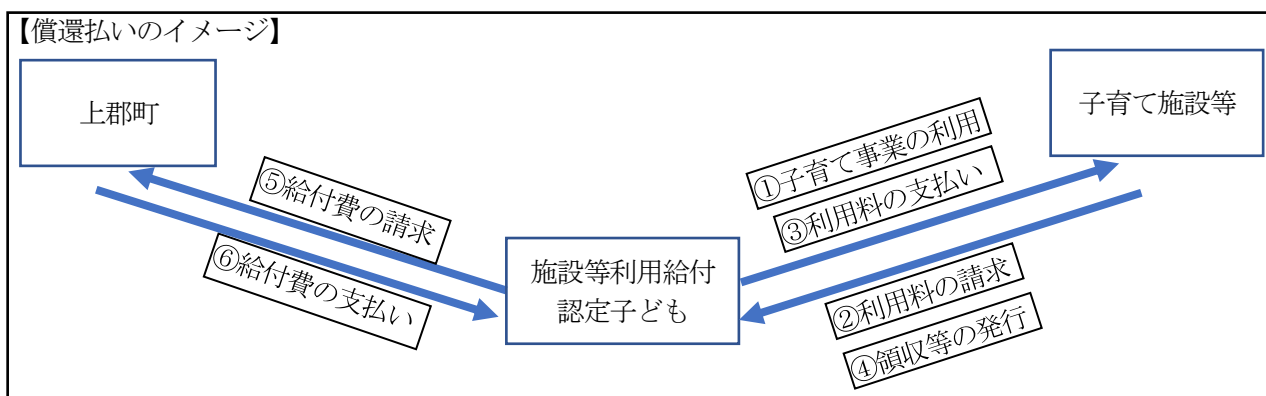 【償還払いのイメージ】
上郡町
子育て施設等
①子育て事業の利用
③利用料の支払い
⑤給付費の請求
⑥給付費の支払い
施設等利用給付
認定子ども
②利用料の請求
④領収等の発行